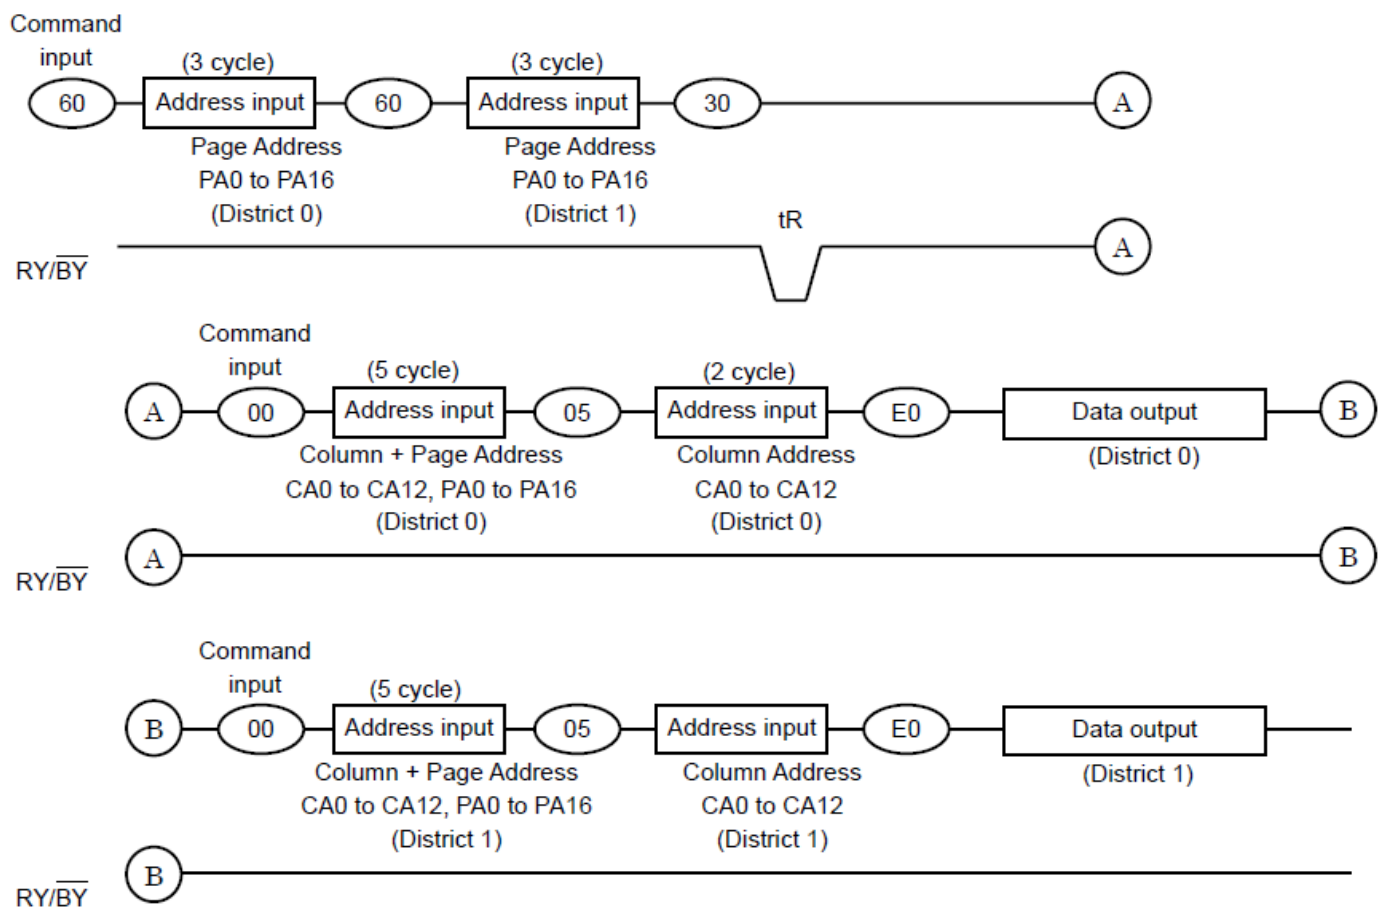 Command
input
(3 cycle) (3 cycle)
60 Address input 60 Address input 30 A
Page Address Page Address
PA0 to PA16 PA0 to PA16
(District 0) (District 1)
tR
RY/BY A
Command
input
(5 cycle) (2 cycle)
A 00 Address input 05 Address input E0 Data output B
Column + Page Address Column Address (District 0)
CA0 to CA12, PA0 to PA16 CA0 to CA12
(District 0) (District 0)
RY/BY A B
Command
input
(5 cycle)
B 00 Address input 05 Address input E0 Data output
Column + Page Address Column Address (District 1)
CA0 to CA12, PA0 to PA16 CA0 to CA12
(District 1) (District 1)
RY/BY B